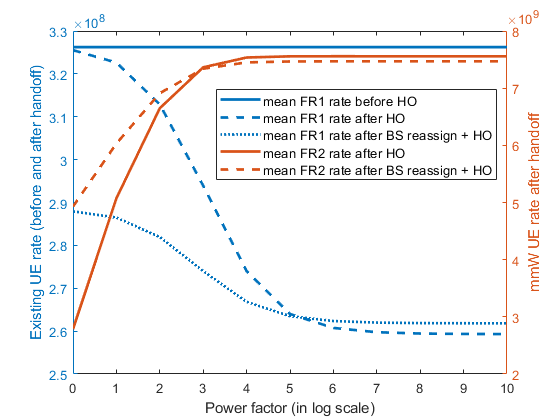 ×10^8
×10^9
3.3
3.2
3.1
3
2.9
2.8
2.7
2.6
2.5
8
7
6
5
4
3
2
Existing UE rate (before and after handoff)
mmW UE rate after handoff
mean FR1 rate before HO
mean FR1 rate after HO
mean FR1 rate after BS reassign + HO
mean FR2 rate after HO
mean FR2 rate after BS reassign + HO
0 1 2 3 4 5 6 7 8 9 10
Power factor (in log scale)